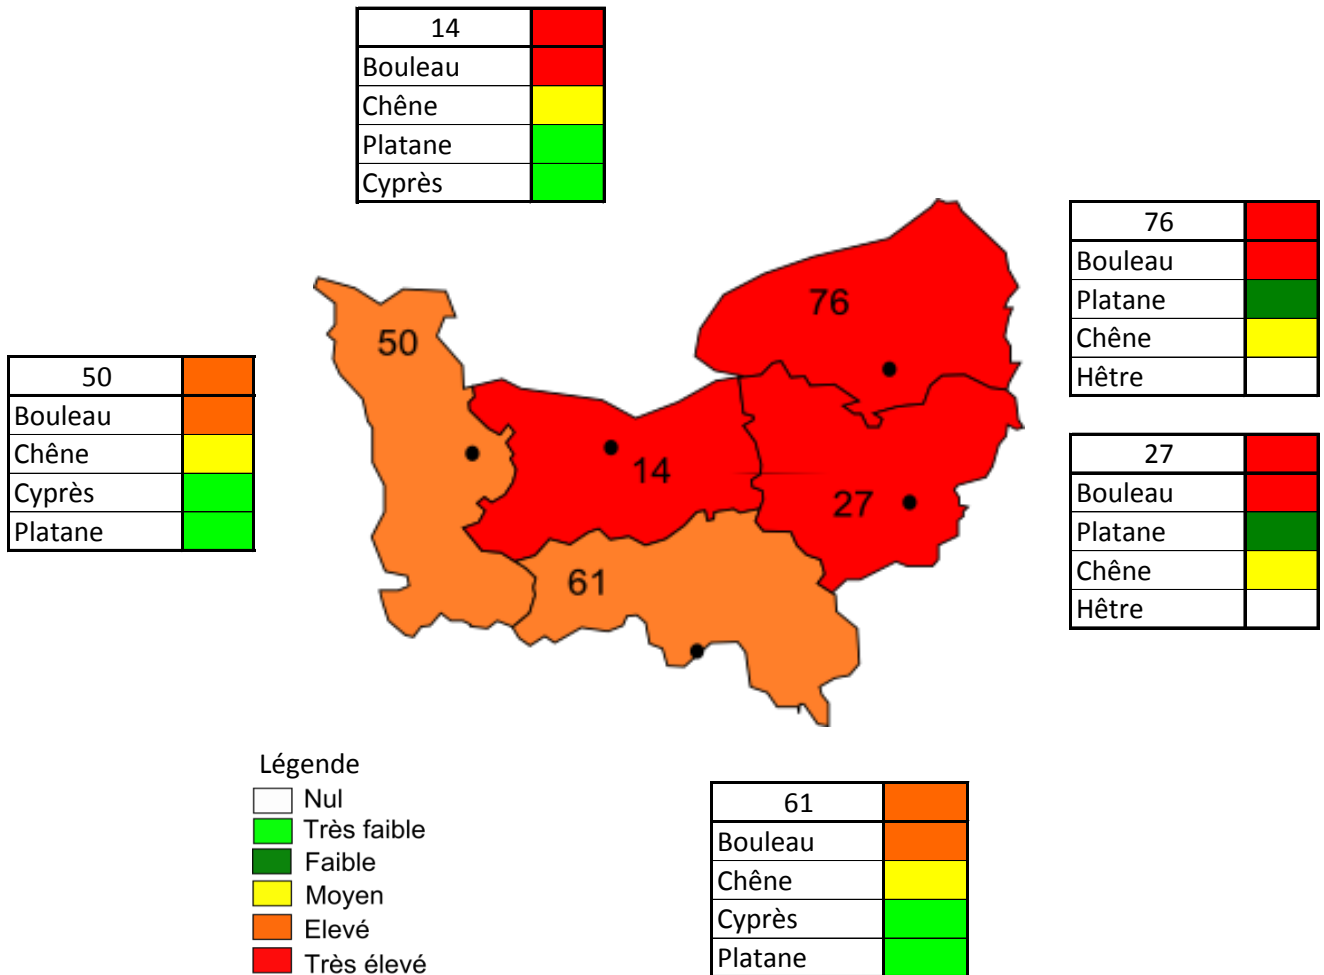 14
Bouleau
Chêne
Platane
Cyprès
76
Bouleau
Platane
Chêne
Hêtre
50
Bouleau
Chêne
Cyprès
Platane
27
Bouleau
Platane
Chêne
Hêtre
76
50
14
27
61
Légende
Nul
Très faible
Faible
Moyen
Elevé
Très élevé
61
Bouleau
Chêne
Cyprès
Platane